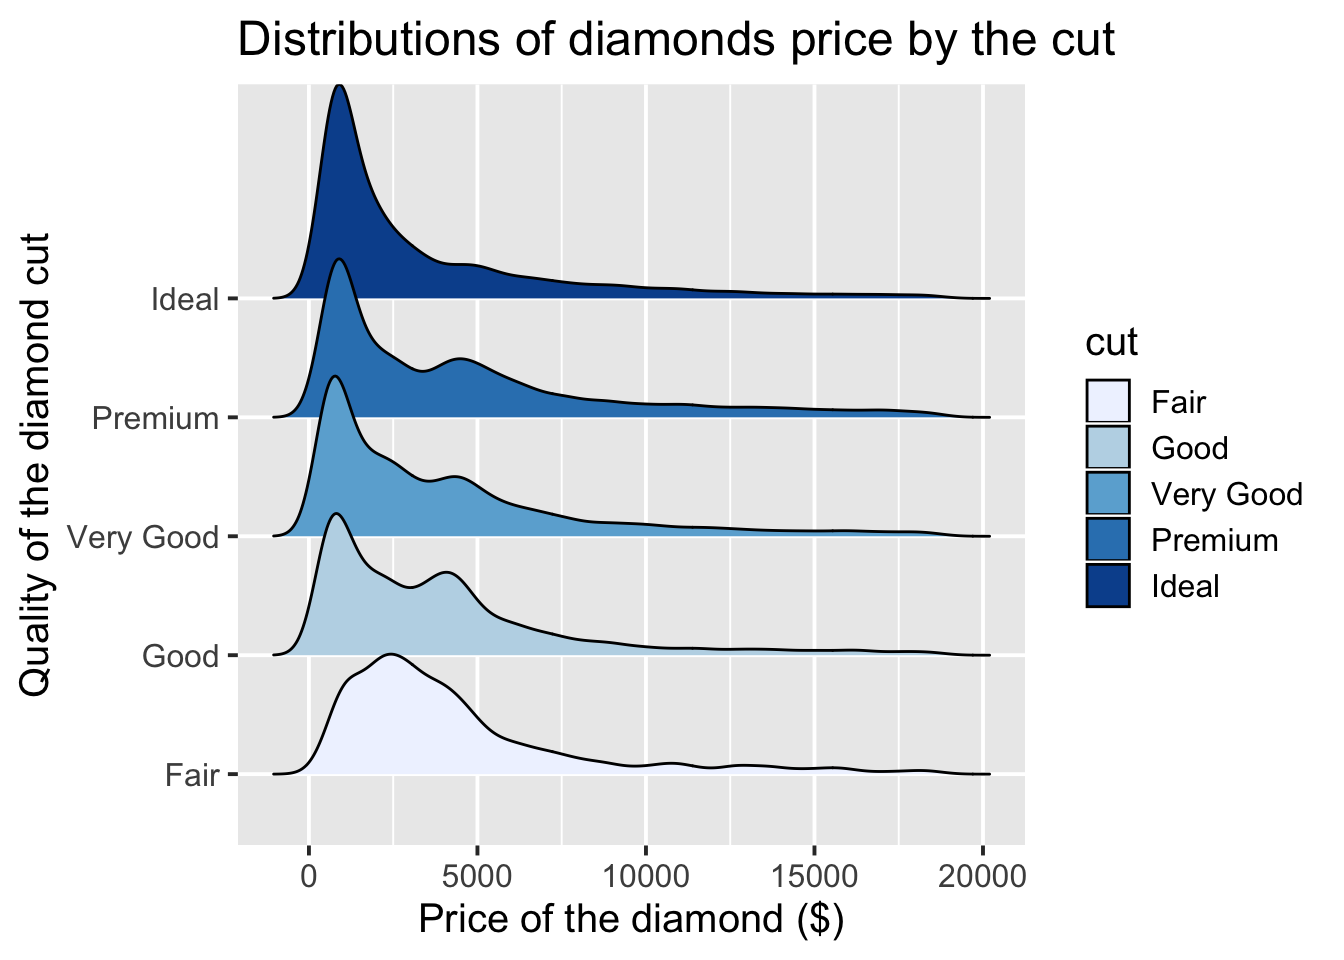 Distributions of diamonds price by the cut
Quality of the diamond cut
Ideal
Premium
Very Good
Good
Fair
0 5000 10000 15000 20000
Price of the diamond ($)
cut
Fair
Good
Very Good
Premium
Ideal